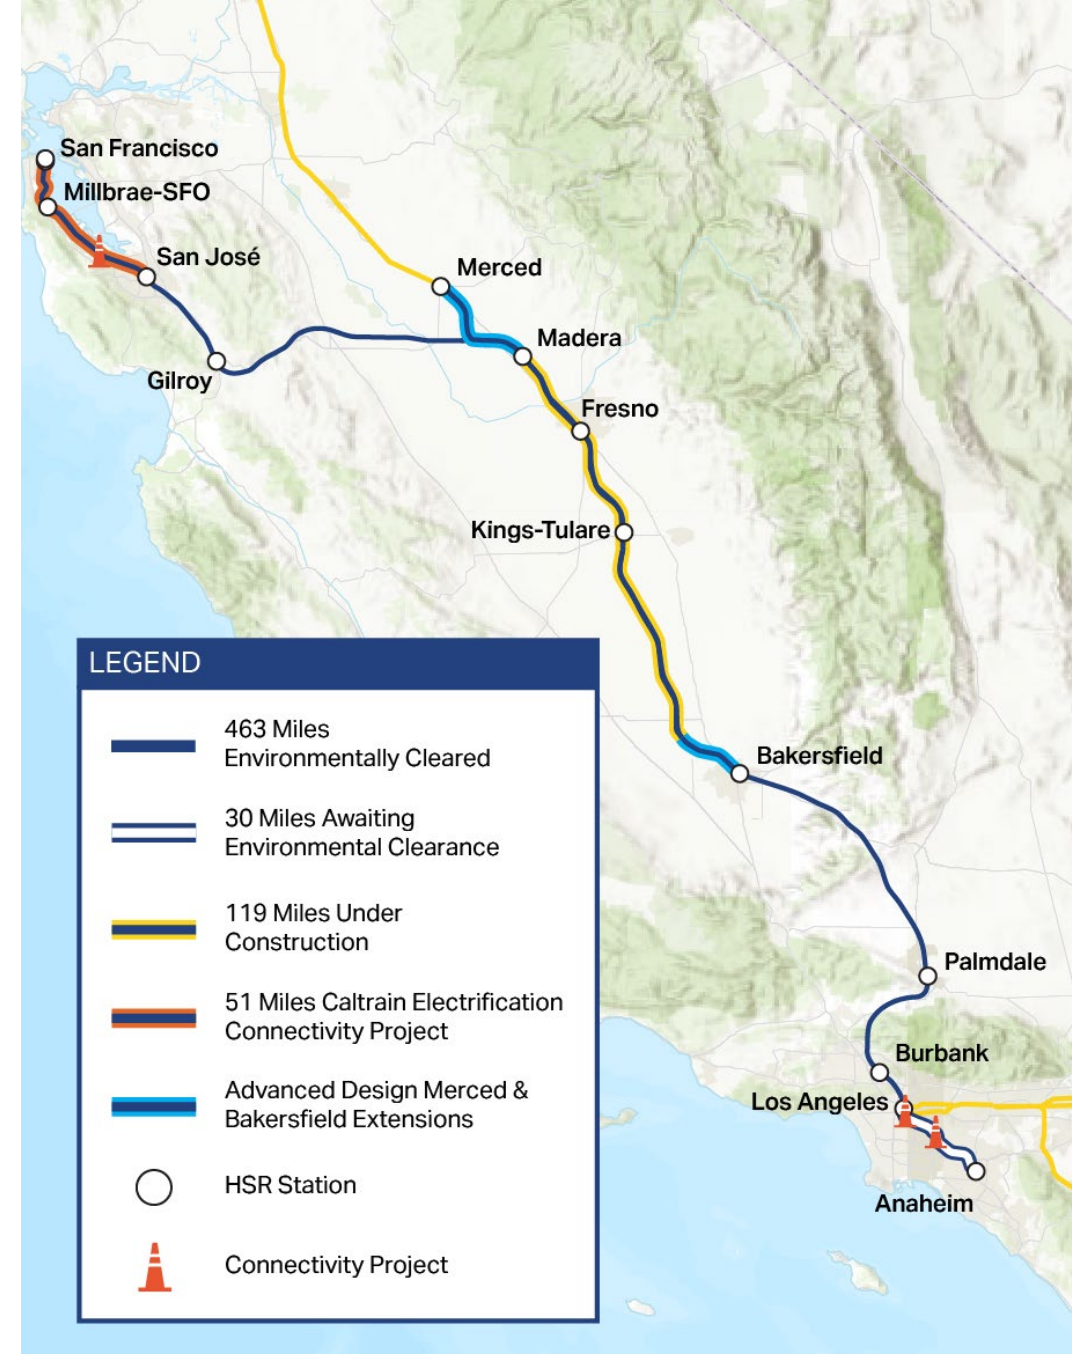 San Francisco
Millbrae-SFO
San José
Merced
Madera
Gilroy
Fresno
Kings-Tulare
LEGEND
463 Miles
Environmentally Cleared
30 Miles Awaiting
Environmental Clearance
119 Miles Under
Construction
51 Miles Caltrain Electrification
Connectivity Project
Advanced Design Merced &
Bakersfield Extensions
HSR Station
Connectivity Project
Bakersfield
Palmdale
Burbank
Los Angeles
Anaheim